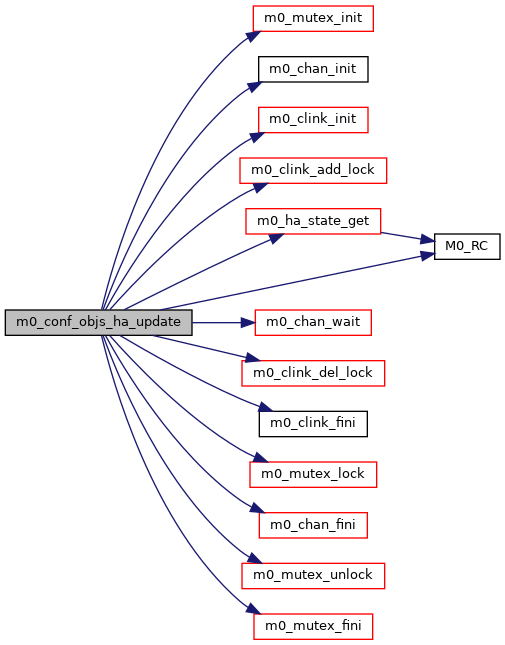 m0_mutex_init
m0_chan_init
m0_clink_init
m0_clink_add_lock
m0_ha_state_get
M0_RC
m0_conf_objs_ha_update
m0_chan_wait
m0_clink_del_lock
m0_clink_fini
m0_mutex_lock
m0_chan_fini
m0_mutex_unlock
m0_mutex_fini